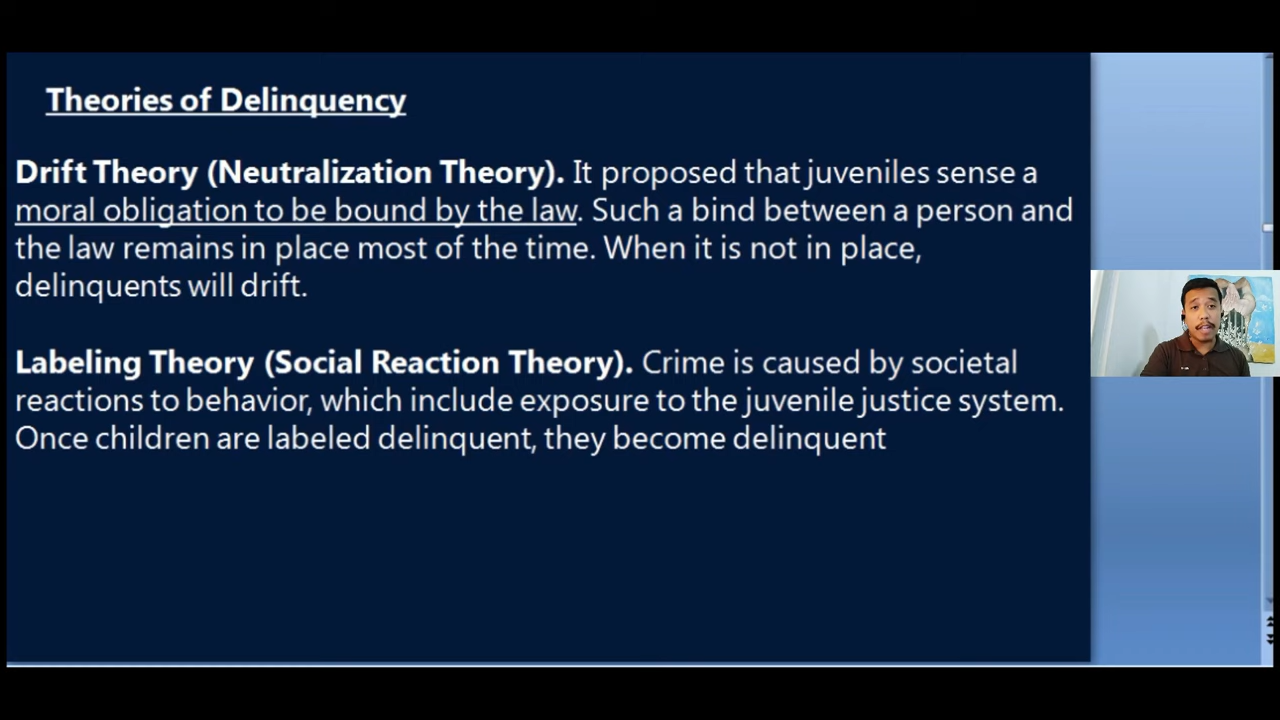 Theories of Delinquency
Drift Theory (Neutralization Theory). It proposed that juveniles sense a
moral obligation to be bound by the law. Such a bind between a person and
the law remains in place most of the time. When it is not in place,
delinquents will drift.
Labeling Theory (Social Reaction Theory). Crime is caused by societal
reactions to behavior, which include exposure to the juvenile justice system.
Once children are labeled delinquent, they become delinquent